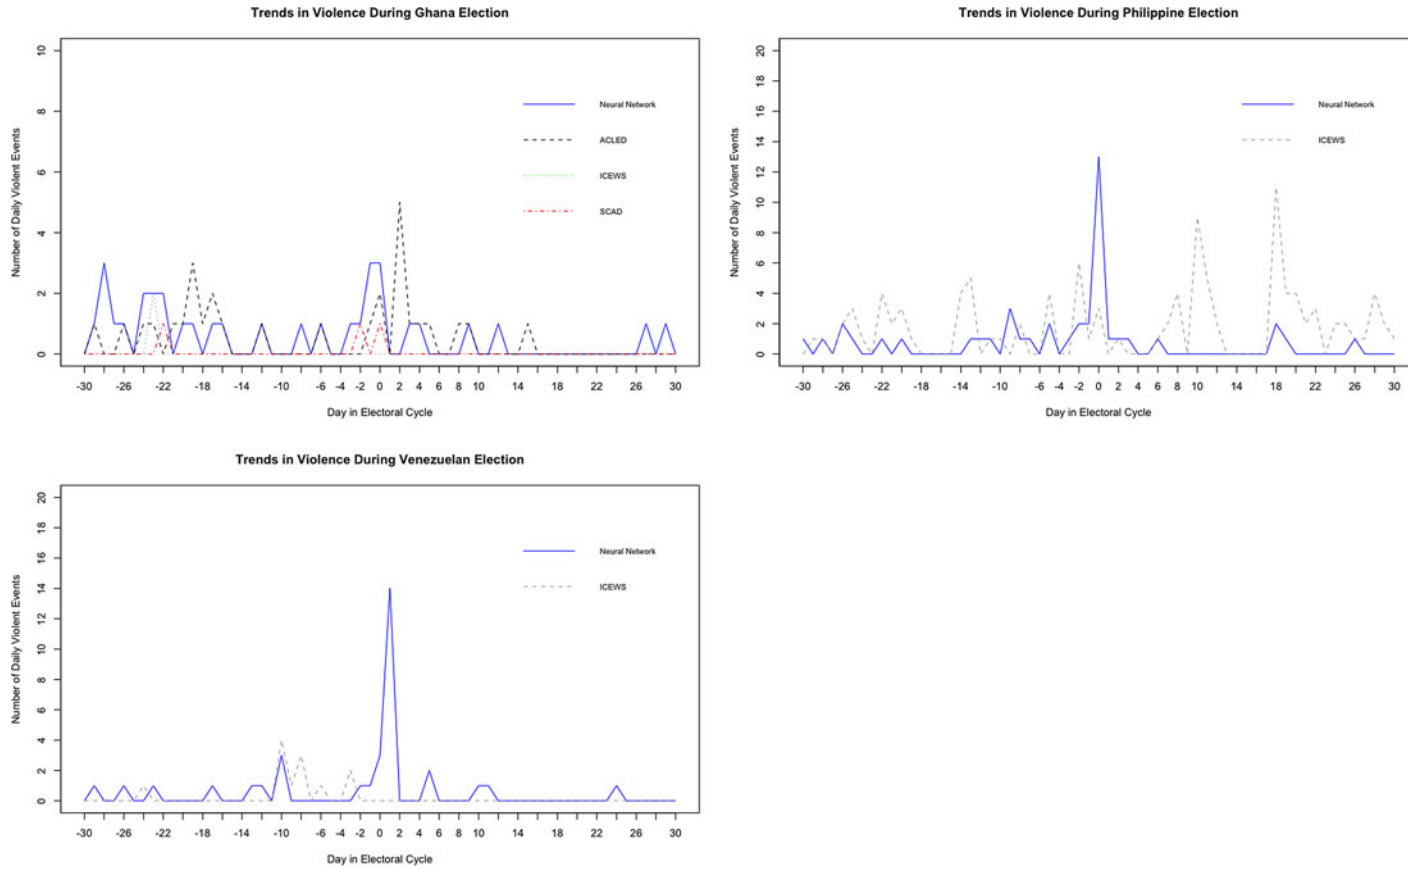 Trends in Violence During Ghana Election
Number of Daily Violent Events
10
8
6
4
2
0
Neural Network
ACLED
ICEWS
SCAD
-30 -26 -22 -18 -14 -10 -6 -4 -2 0 2 4 6 8 10 14 18 22 26 30
Day in Electoral Cycle
Trends in Violence During Philippine Election
Number of Daily Violent Events
20
18
16
14
12
10
8
6
4
2
0
Neural Network
ICEWS
-30 -26 -22 -18 -14 -10 -6 -4 -2 0 2 4 6 8 10 14 18 22 26 30
Day in Electoral Cycle
Trends in Violence During Venezuelan Election
Number of Daily Violent Events
20
18
16
14
12
10
8
6
4
2
0
Neural Network
ICEWS
-30 -26 -22 -18 -14 -10 -6 -4 -2 0 2 4 6 8 10 14 18 22 26 30
Day in Electoral Cycle